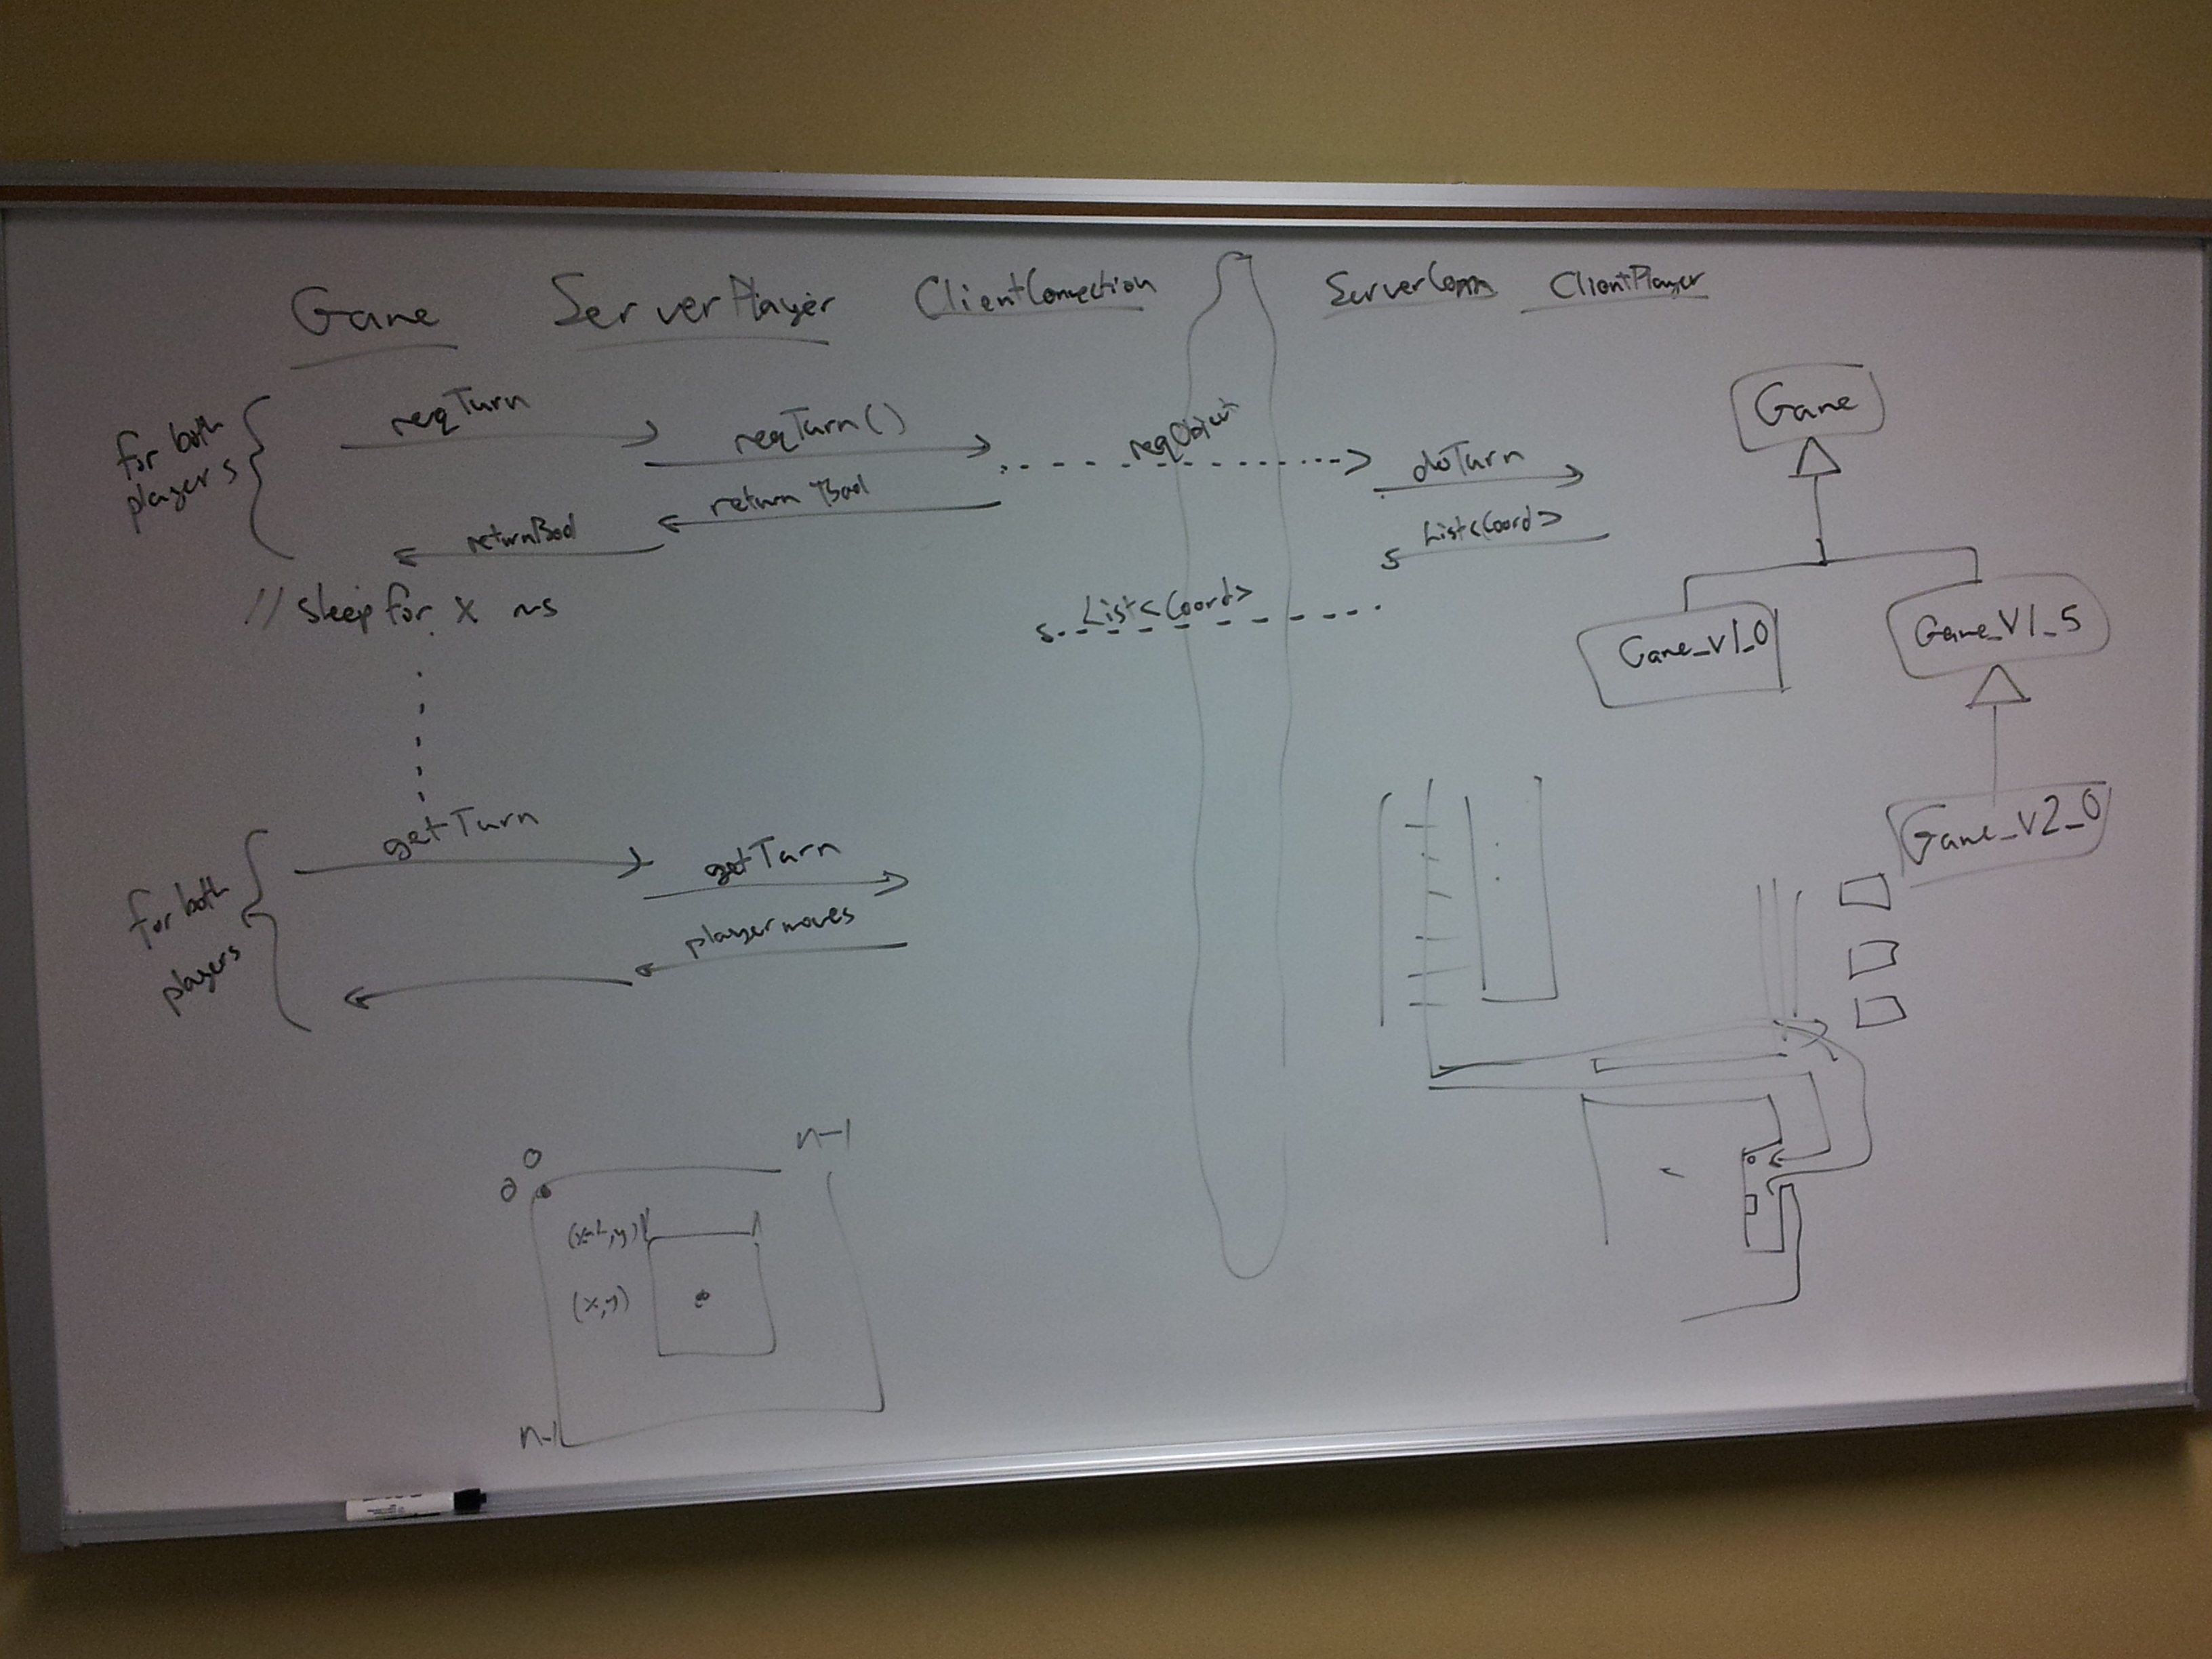 Game ServerPlayer ClientConnection ServerComm ClientPlayer
for both
players
reqTurn
reqTurn()
reqObject
doTurn
return Bool
returnBool
List<Coord>
List<Coord>
// sleep for x ms
Game
Game_V1_0
Game_V1_5
Game_V2_0
for both
players
getTurn
getTurn
player moves
0
0
n-1
(x-1,y)
(x,y)
n-1